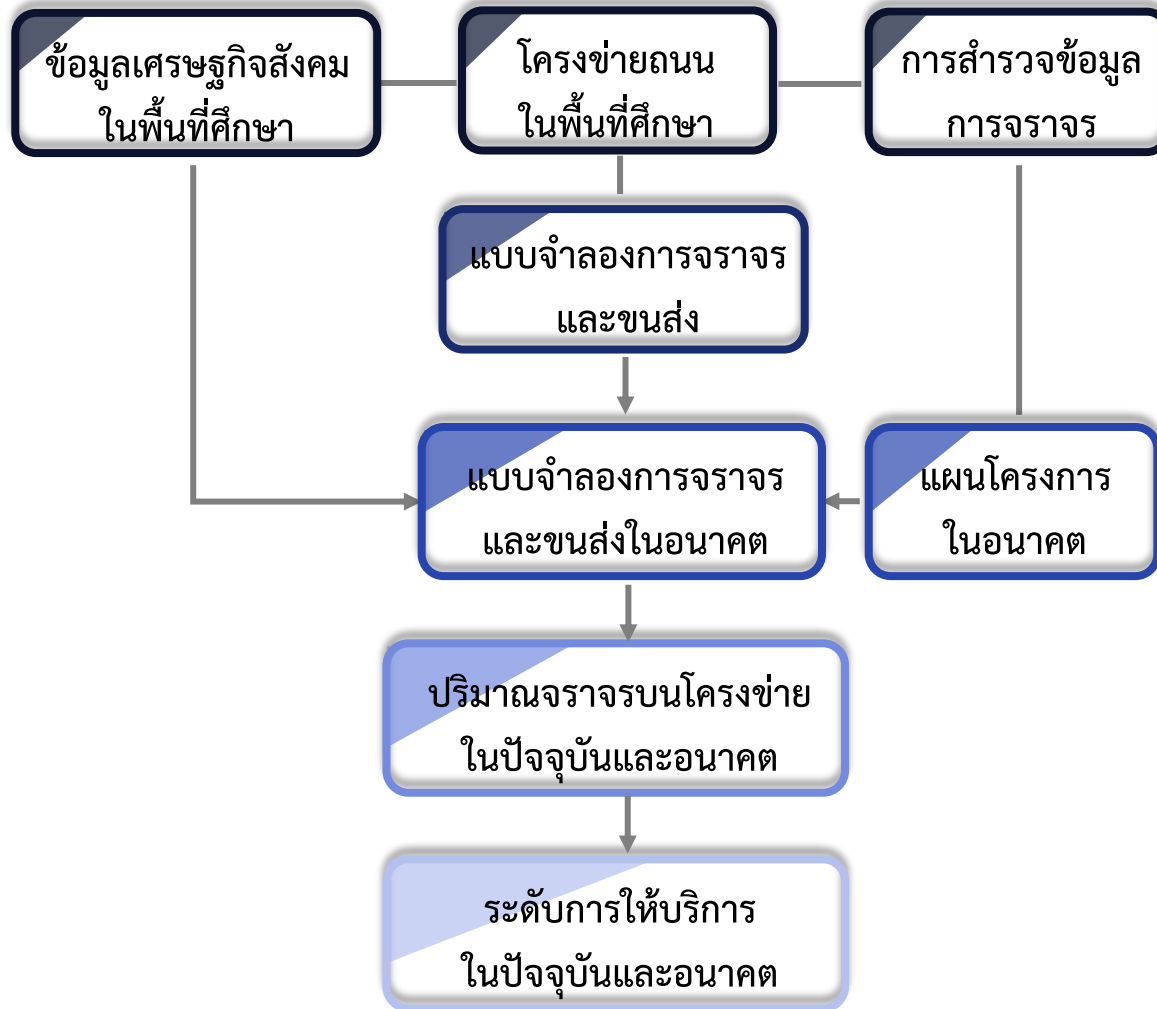 ข้อมูลเศรษฐกิจสังคม
ในพื้นที่ศึกษา
โครงข่ายถนน
ในพื้นที่ศึกษา
การสำรวจข้อมูล
การจราจร
แบบจำลองการจราจร
และขนส่ง
แบบจำลองการจราจร
และขนส่งในอนาคต
แผนโครงการ
ในอนาคต
ปริมาณจราจรบนโครงข่าย
ในปัจจุบันและอนาคต
ระดับการให้บริการ
ในปัจจุบันและอนาคต